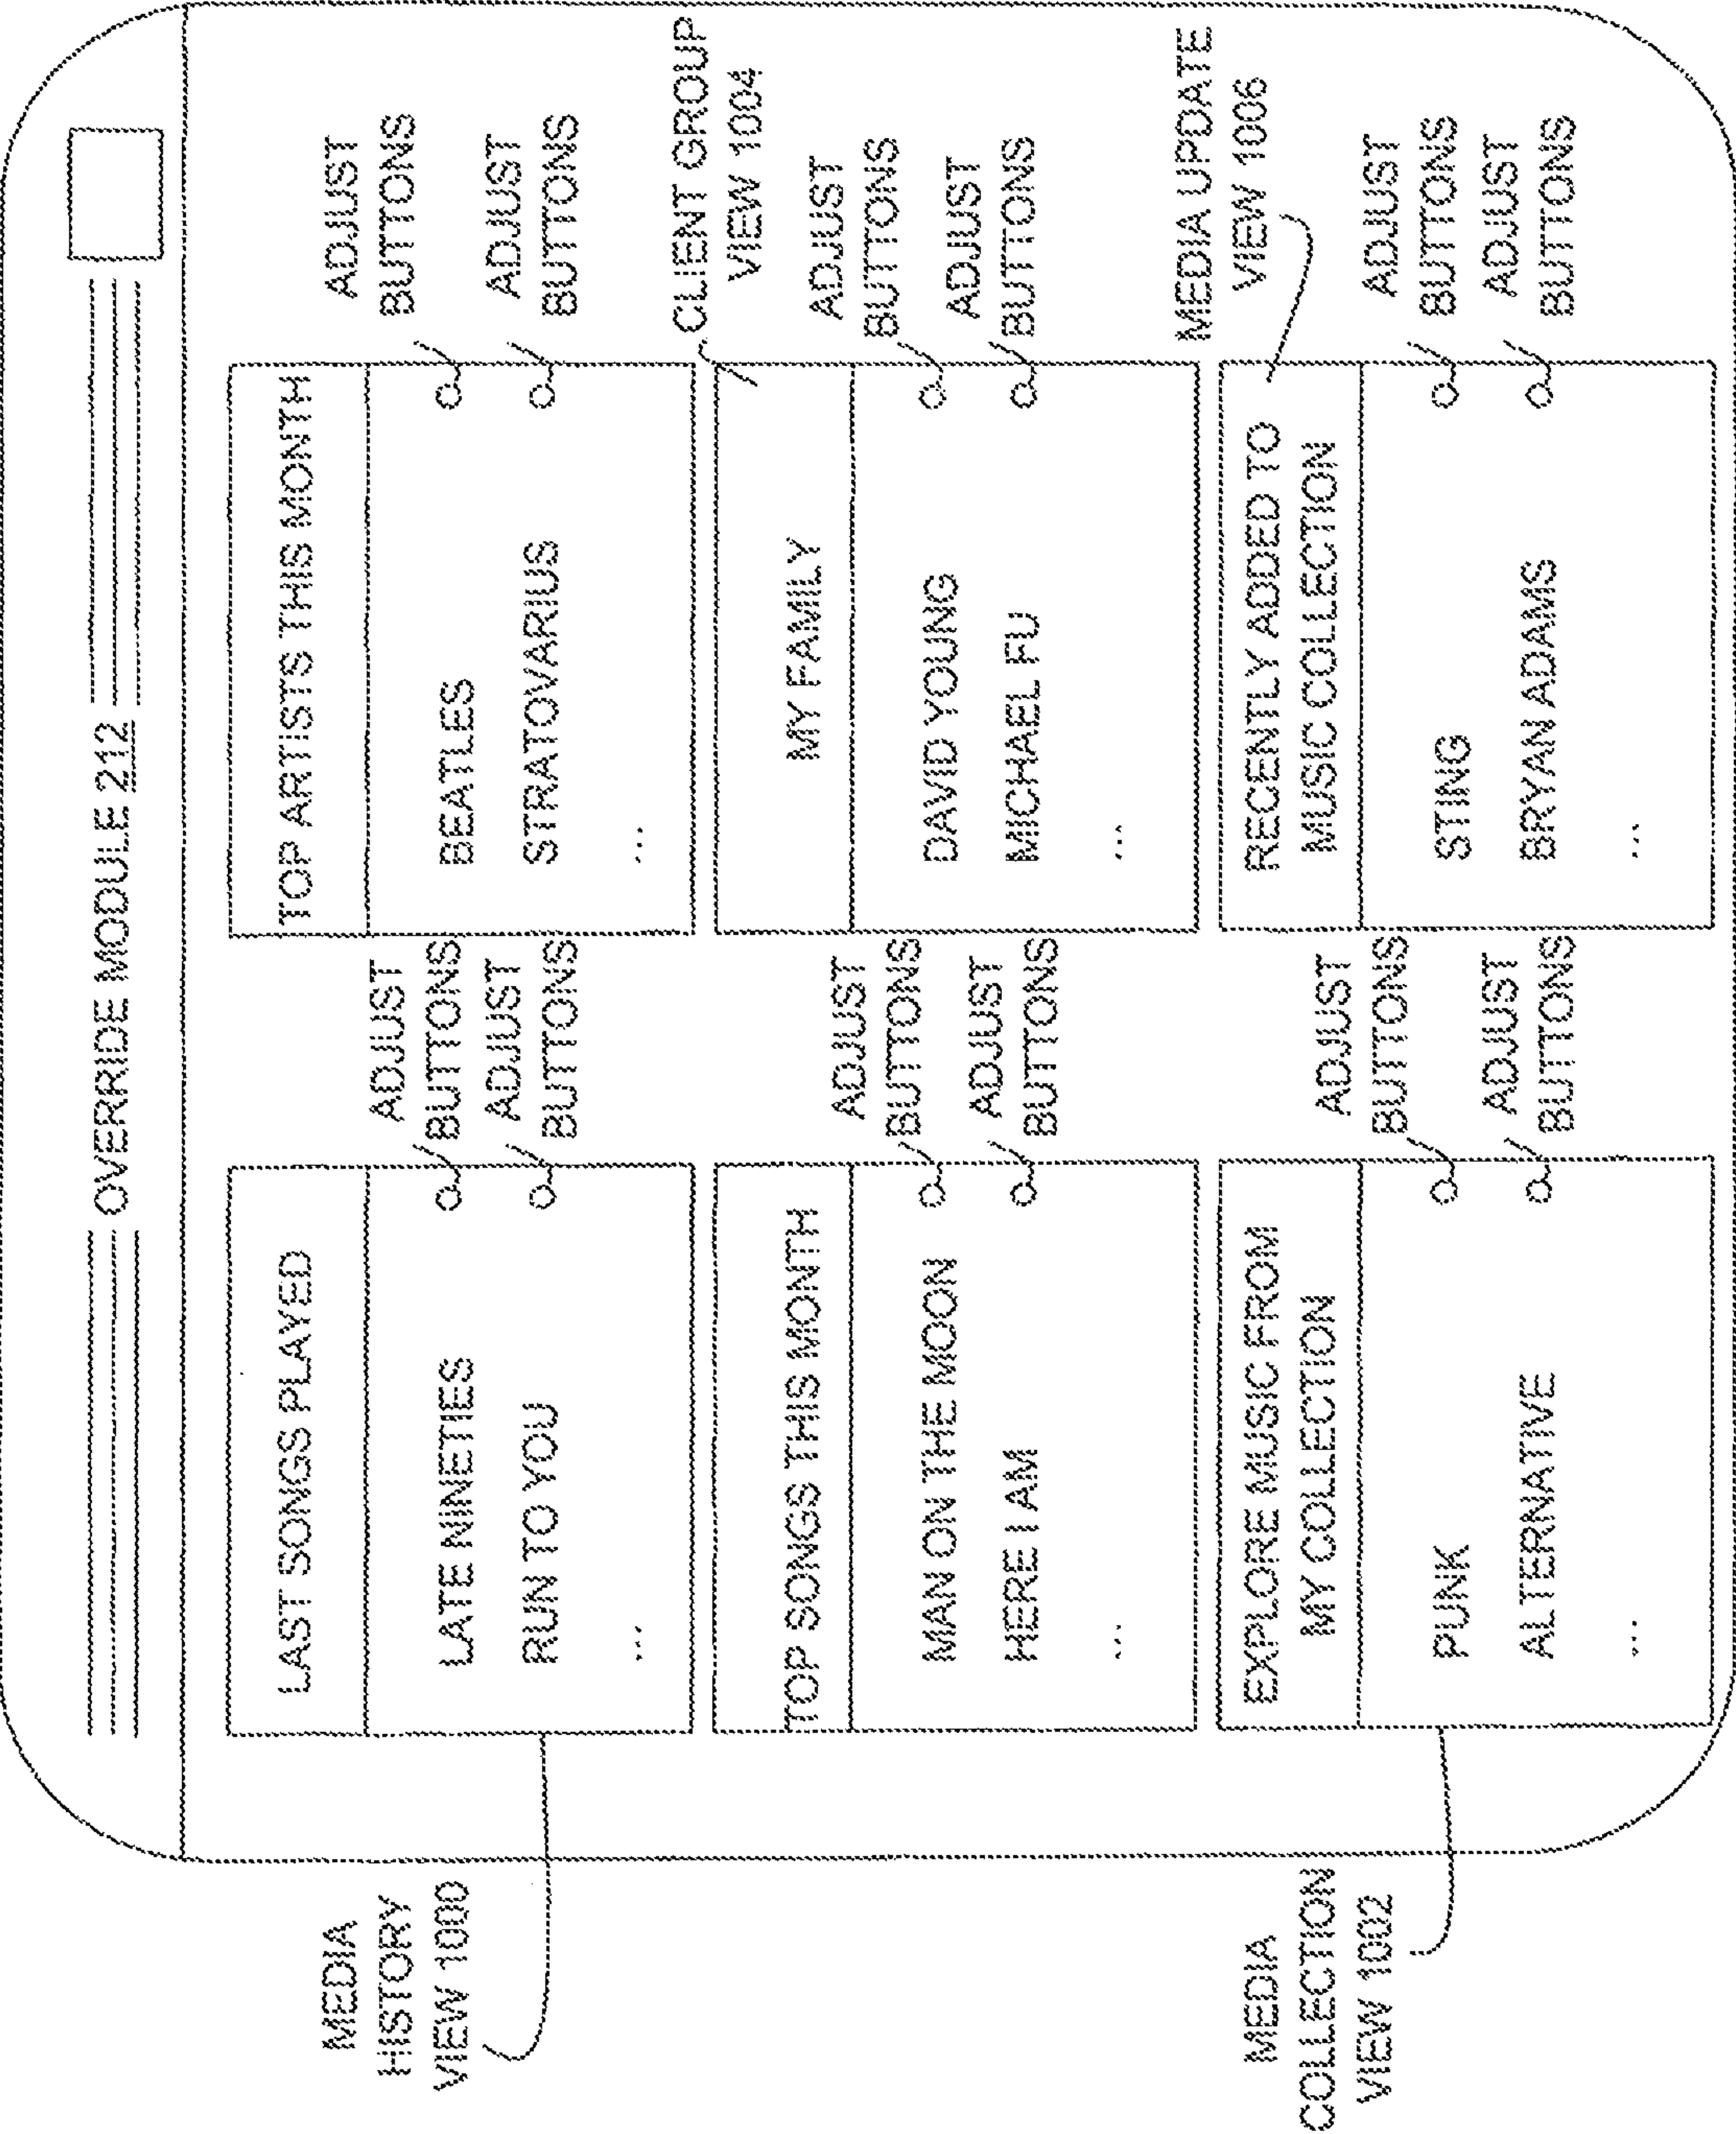 OVERRIDE MODULE 212
MEDIA
HISTORY
VIEW 1000
LAST SONGS PLAYED
LATE NINETIES
RUN TO YOU
...
ADJUST
BUTTONS
ADJUST
BUTTONS
TOP ARTISTS THIS MONTH
BEATLES
STRATOVARIUS
...
ADJUST
BUTTONS
ADJUST
BUTTONS
CLIENT GROUP
VIEW 1004
TOP SONGS THIS MONTH
MAN ON THE MOON
HERE I AM
...
ADJUST
BUTTONS
ADJUST
BUTTONS
MY FAMILY
DAVID YOUNG
MICHAEL FU
...
ADJUST
BUTTONS
ADJUST
BUTTONS
MEDIA UPDATE
VIEW 1006
MEDIA
COLLECTION
VIEW 1002
EXPLORE MUSIC FROM
MY COLLECTION
PUNK
ALTERNATIVE
...
ADJUST
BUTTONS
ADJUST
BUTTONS
RECENTLY ADDED TO
MUSIC COLLECTION
STING
BRYAN ADAMS
...
ADJUST
BUTTONS
ADJUST
BUTTONS